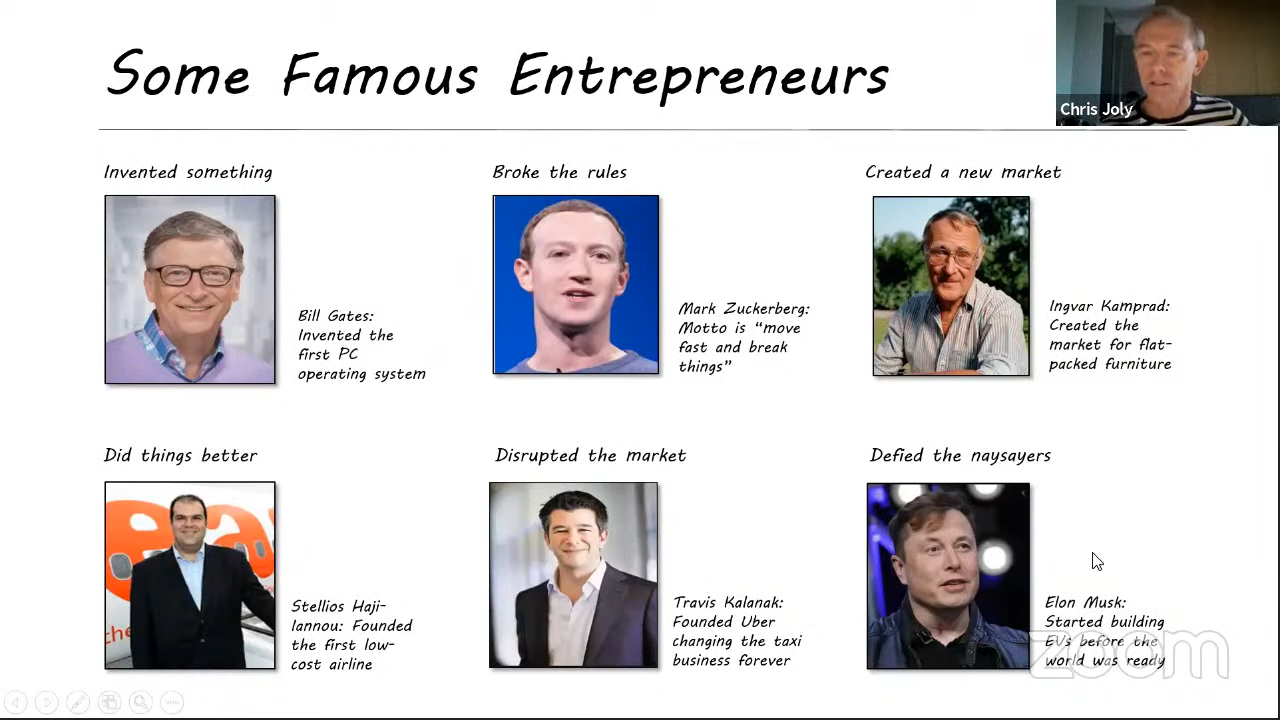 Some Famous Entrepreneurs
Chris Joly
Invented something
Bill Gates:
Invented the
first PC
operating system
Broke the rules
Mark Zuckerberg:
Motto is “move
fast and break
things”
Created a new market
Ingvar Kamprad:
Created the
market for flat-
packed furniture
Did things better
the
Stellios Haji-
Iannou: Founded
the first low-
cost airline
Disrupted the market
Travis Kalanak:
Founded Uber
changing the taxi
business forever
Defied the naysayers
Elon Musk:
Started building
EVs before the
world was ready
zoom